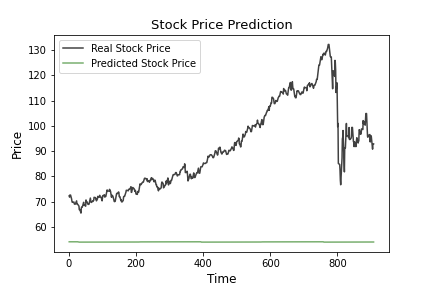 Stock Price Prediction
Real Stock Price
Predicted Stock Price
Price
130
120
110
100
90
80
70
60
0 200 400 600 800
Time